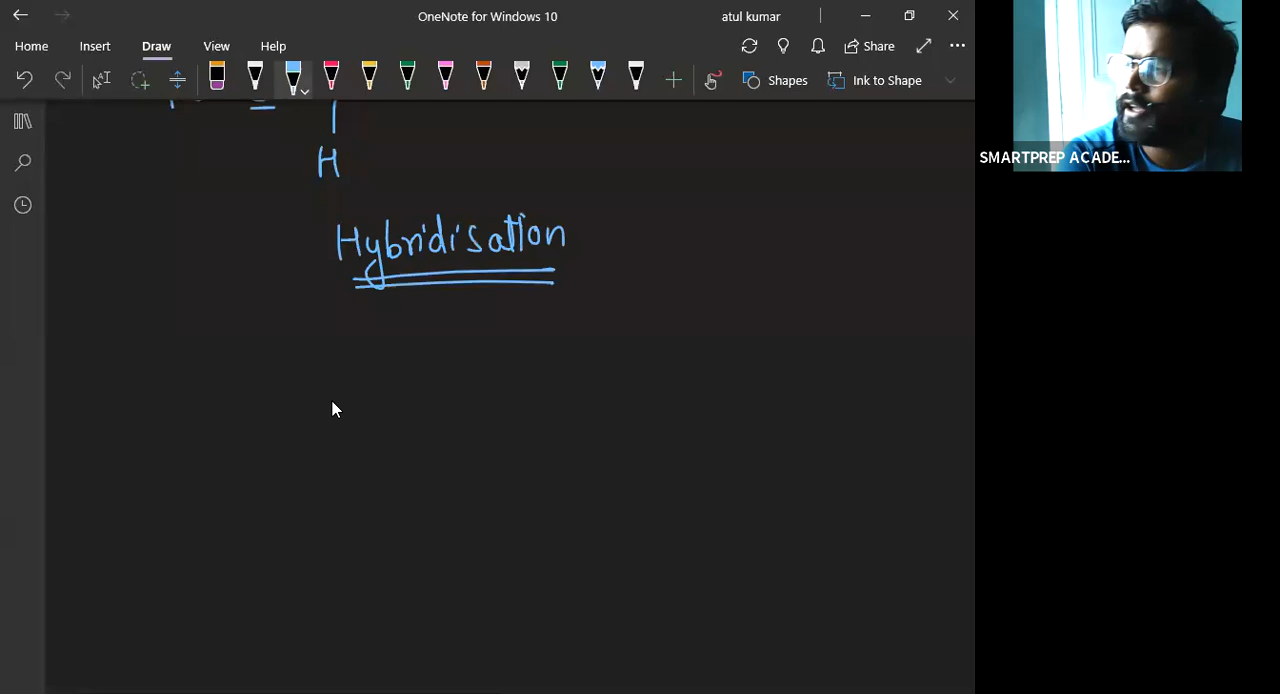 OneNote for Windows 10
atul kumar
Home Insert Draw View Help
Share
Shapes
Ink to Shape
SMARTPREP ACADE...
H
Hybridisation